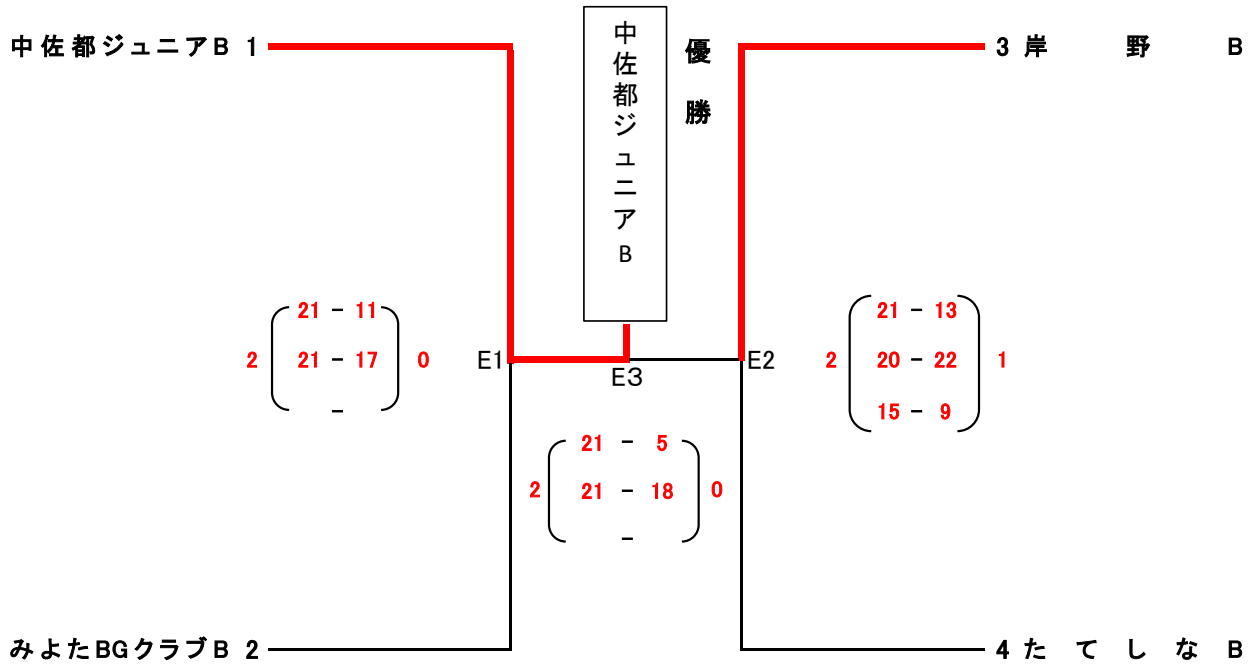 中佐都ジュニアB 1
中佐都ジュニアB
優勝
3 岸野B
21 - 11
2 21 - 17 0
-
E1
E3
E2
21 - 13
2 20 - 22 1
15 - 9
21 - 5
2 21 - 18 0
-
みよたBGクラブB 2
4 たてしなB